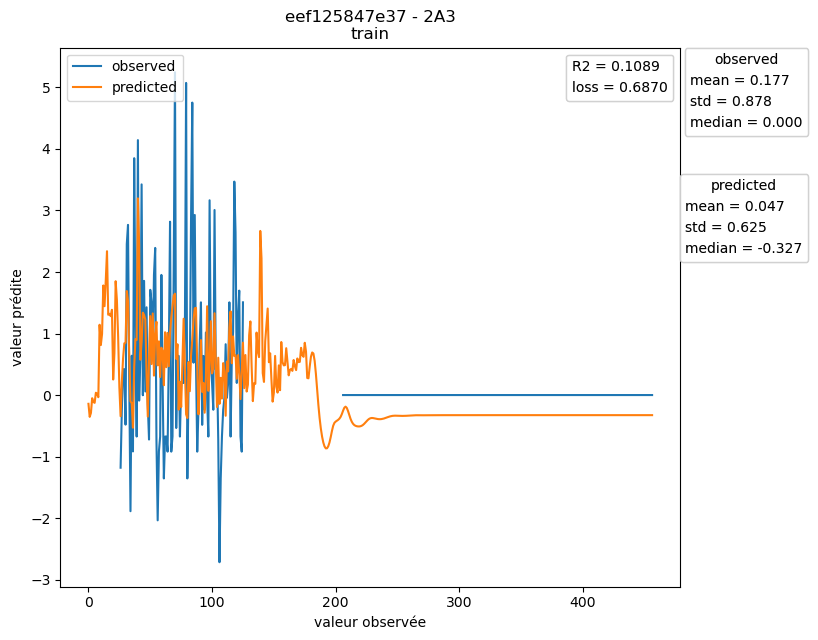 eef125847e37 - 2A3
train
observed
predicted
R2 = 0.1089
loss = 0.6870
observed
mean = 0.177
std = 0.878
median = 0.000
predicted
mean = 0.047
std = 0.625
median = -0.327
valeur prédite
5
4
3
2
1
0
−1
−2
−3
0
100
200
300
400
valeur observée